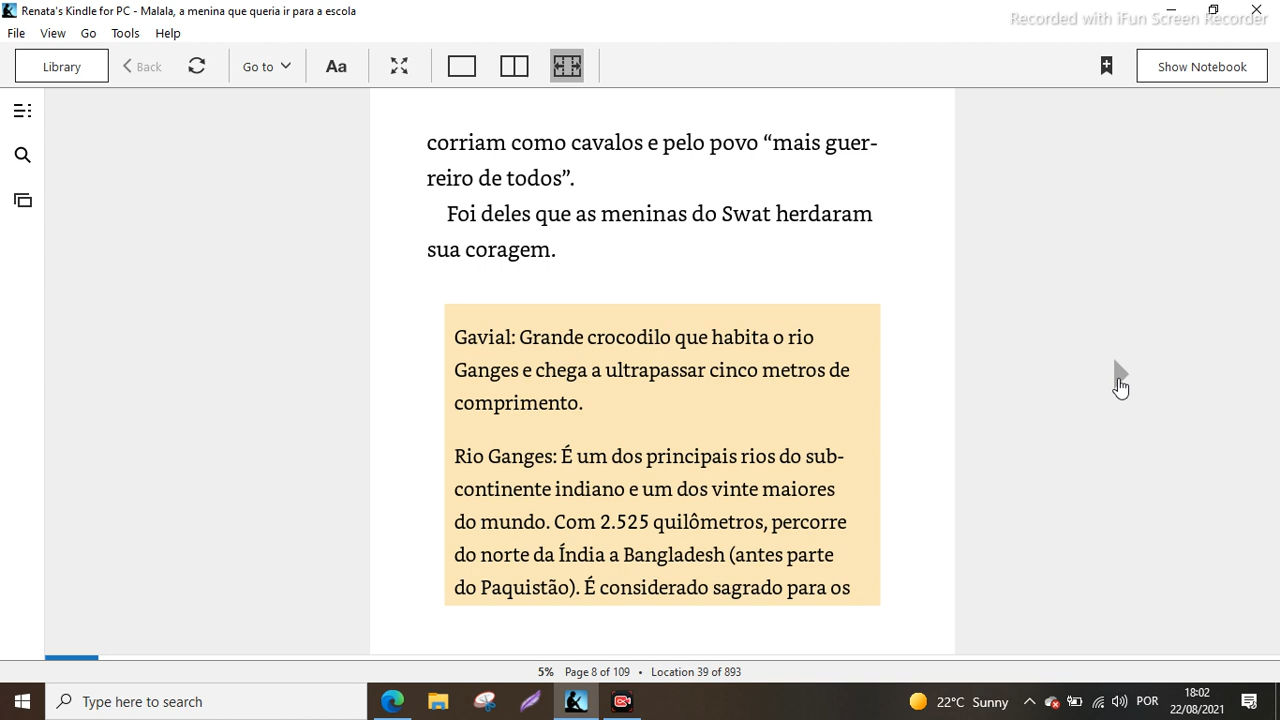 Renata's Kindle for PC - Malala, a menina que queria ir para a escola
Recorded with iFun Screen Recorder
File View Go Tools Help
Library Back Go to Aa Show Notebook
corriam como cavalos e pelo povo “mais guer-
reiro de todos”.
Foi deles que as meninas do Swat herdaram
sua coragem.
Gavial: Grande crocodilo que habita o rio
Ganges e chega a ultrapassar cinco metros de
comprimento.
Rio Ganges: É um dos principais rios do sub-
continente indiano e um dos vinte maiores
do mundo. Com 2.525 quilômetros, percorre
do norte da Índia a Bangladesh (antes parte
do Paquistão). É considerado sagrado para os
5% Page 8 of 109 • Location 39 of 893
Type here to search 22°C Sunny POR 18:02
22/08/2021